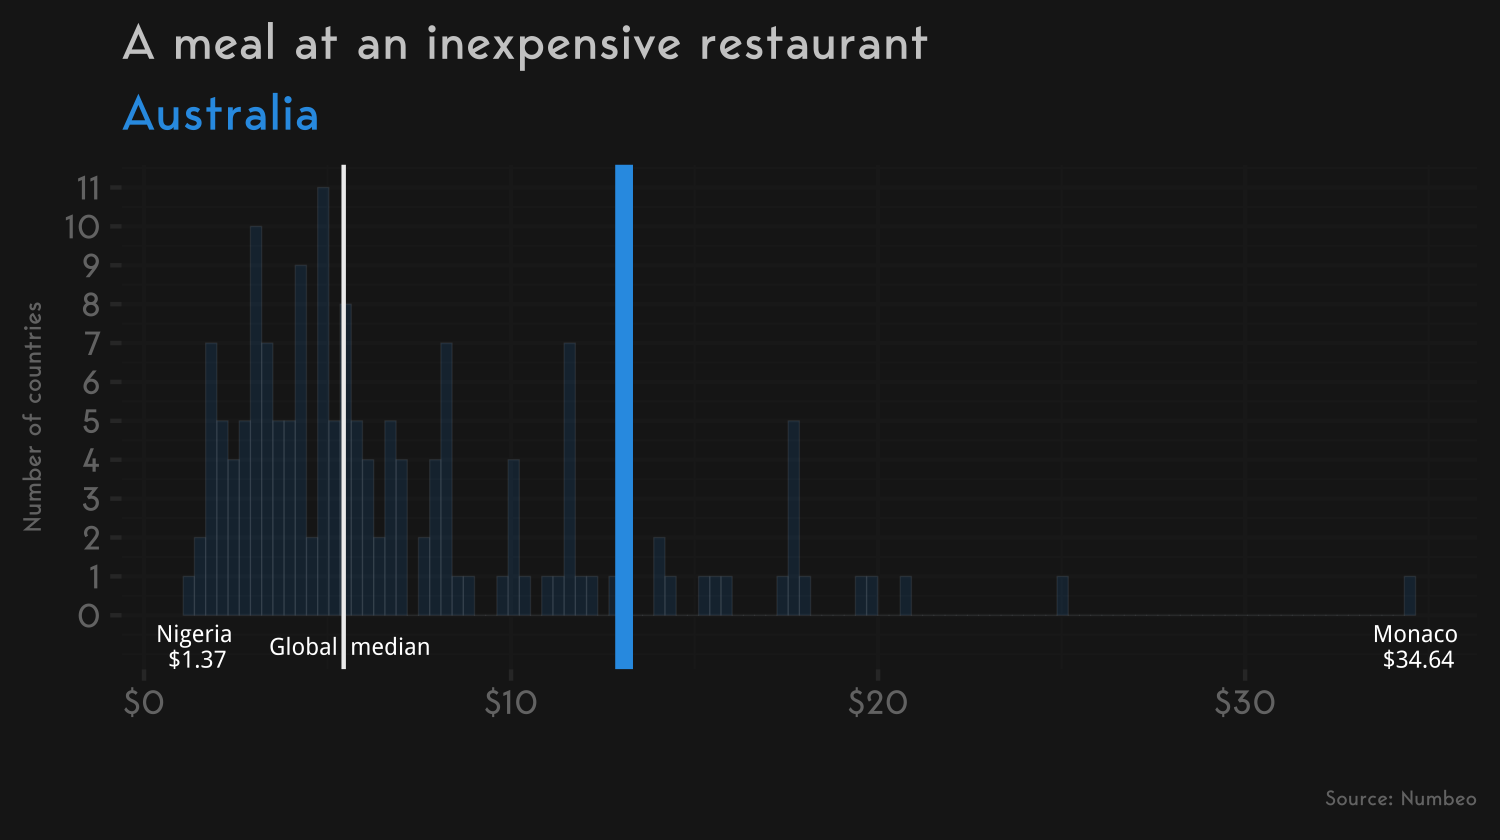 A meal at an inexpensive restaurant
Australia
Number of countries
11
10
9
8
7
6
5
4
3
2
1
0
Nigeria
$1.37
Global median
Monaco
$34.64
$0 $10 $20 $30
Source: Numbeo